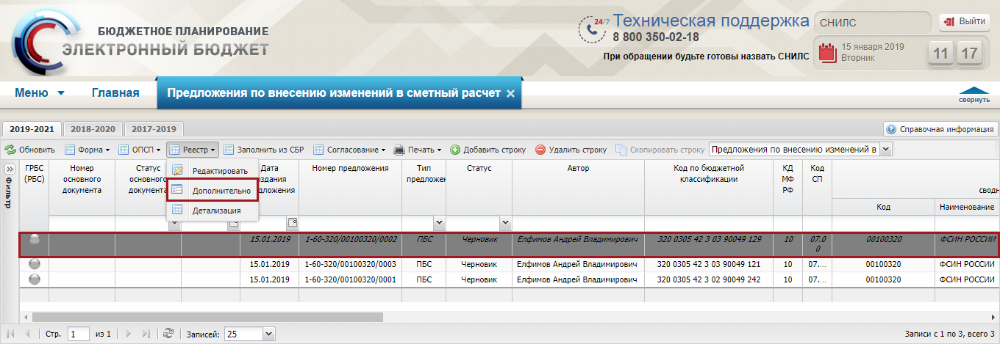 БЮДЖЕТНОЕ ПЛАНИРОВАНИЕ
ЭЛЕКТРОННЫЙ БЮДЖЕТ
24/7 Техническая поддержка
8 800 350-02-18
При обращении будьте готовы назвать СНИЛС
СНИЛС
Выйти
15 января 2019
Вторник
11 17
Меню Главная Предложения по внесению изменений в сметный расчет
свернуть
2019-2021 2018-2020 2017-2019 Справочная информация
Обновить Форма ОПСП Реестр Заполнить из СБР Согласование Печать Добавить строку Удалить строку Скопировать строку Предложения по внесению изменений в
Редактировать
Дополнительно
Детализация
Фильтр
ГРБС (РБС)
Номер основного документа
Статус основного документа
Дата
Номер предложения
Тип предложен
Статус
Автор
Код по бюджетной классификации
КД МФ РФ
Код СП
сводн
Код Наименование
15.01.2019 1-60-320/00100320/0002 ПБС Черновик Елфимов Андрей Владимирович 320 0305 42 3 03 90049 129 10 07.00 00100320 ФСИН РОССИИ
15.01.2019 1-60-320/00100320/0003 ПБС Черновик Елфимов Андрей Владимирович 320 0305 42 3 03 90049 121 10 07.... 00100320 ФСИН РОССИИ
15.01.2019 1-60-320/00100320/0001 ПБС Черновик Елфимов Андрей Владимирович 320 0305 42 3 02 90049 242 10 07.... 00100320 ФСИН РОССИИ
Стр. 1 из 1 Записей: 25 Записи с 1 по 3, всего 3